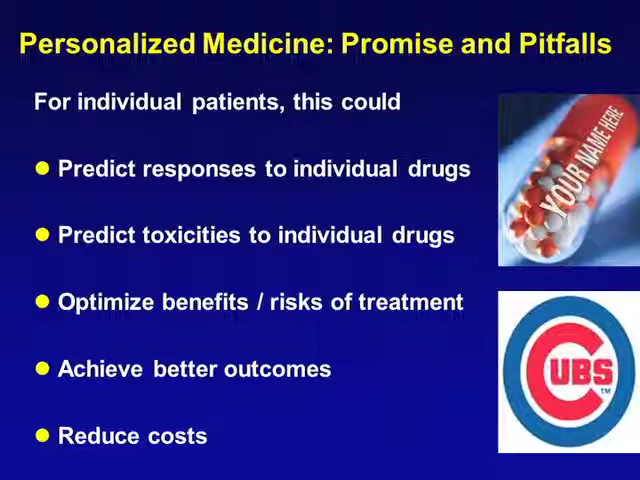 Personalized Medicine: Promise and Pitfalls
For individual patients, this could
Predict responses to individual drugs
Predict toxicities to individual drugs
Optimize benefits / risks of treatment
Achieve better outcomes
Reduce costs
YOUR NAME HERE
CUBS
TM